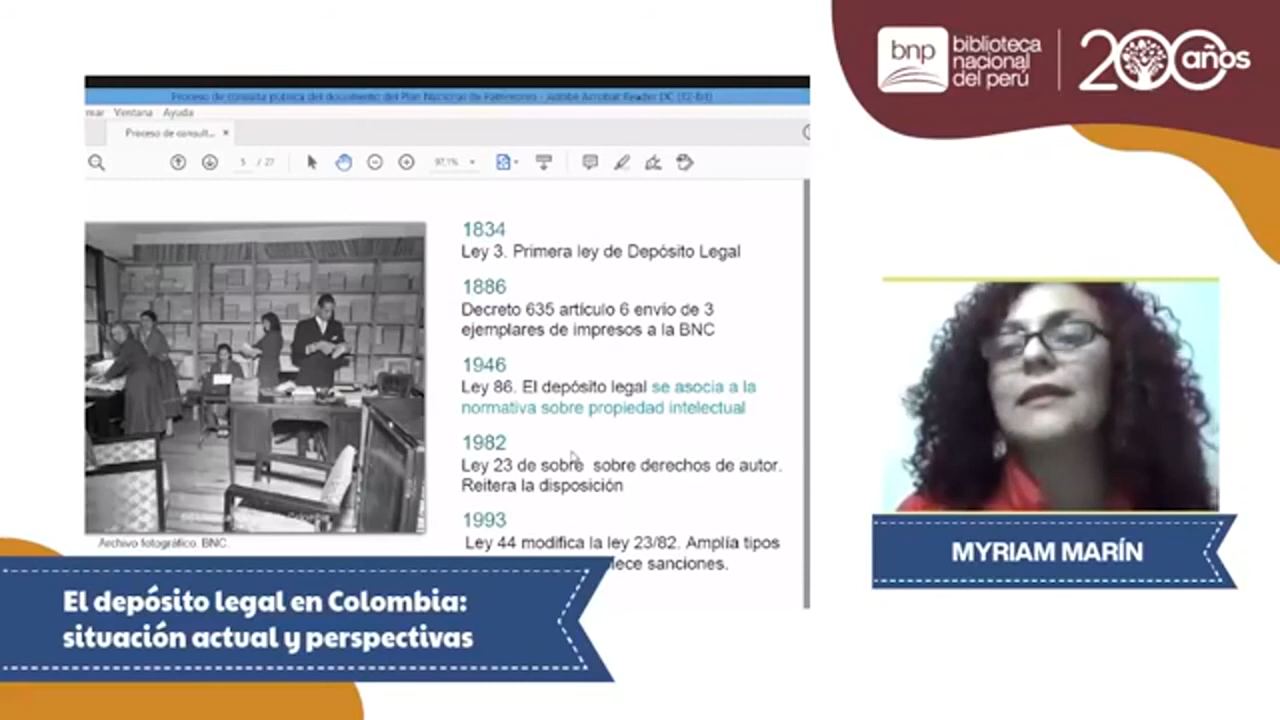 bnp
biblioteca
nacional
del perú
200 años
Proceso de consulta pública del documento del Plan Nacional de Patrimonio - Adobe Acrobat Reader DC (32-bit)
Ventana Ayuda
Proceso de consult... ×
5 / 27
97,1%
1834
Ley 3. Primera ley de Depósito Legal
1886
Decreto 635 artículo 6 envío de 3
ejemplares de impresos a la BNC
1946
Ley 86. El depósito legal se asocia a la
normativa sobre propiedad intelectual
1982
Ley 23 de sobre sobre derechos de autor.
Reitera la disposición
1993
Ley 44 modifica la ley 23/82. Amplía tipos
sanciones.
Archivo fotográfico. BNC.
El depósito legal en Colombia:
situación actual y perspectivas
MYRIAM MARÍN